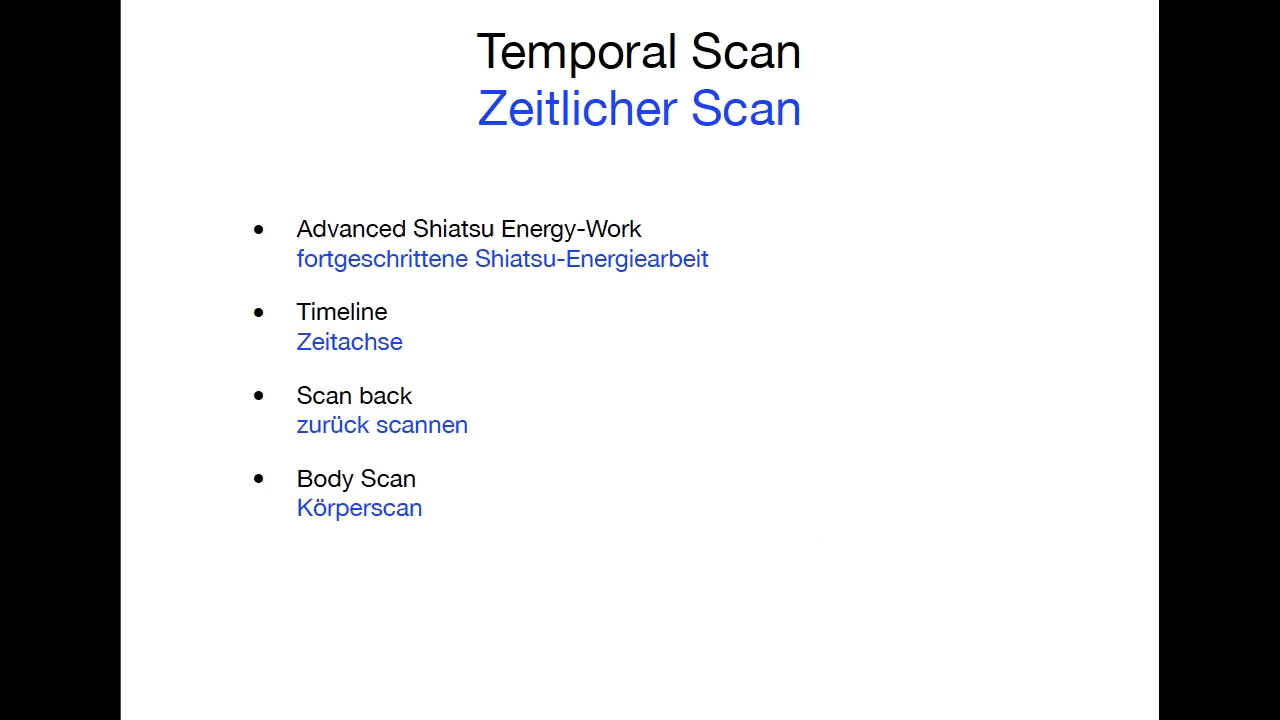 Temporal Scan
Zeitlicher Scan
• Advanced Shiatsu Energy-Work
fortgeschrittene Shiatsu-Energiearbeit
• Timeline
Zeitachse
• Scan back
zurück scannen
• Body Scan
Körperscan